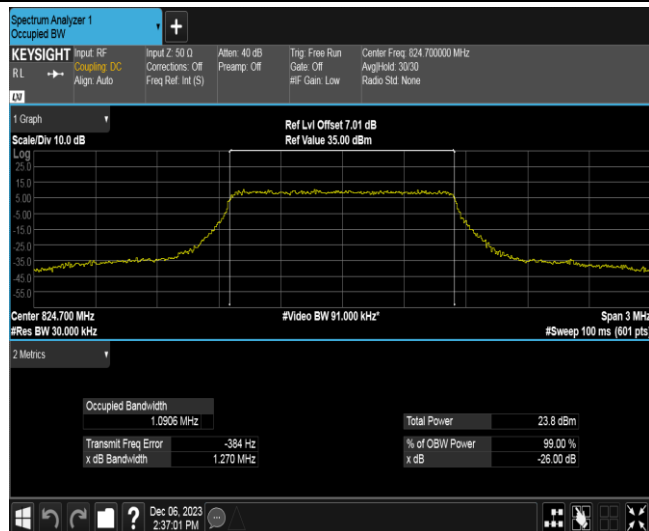 Spectrum Analyzer 1
Occupied BW
+
KEYSIGHT
R L
LXI
Input: RF
Coupling: DC
Align: Auto
Input Z: 50 Ω
Corrections: Off
Freq Ref: Int (S)
Atten: 40 dB
Preamp: Off
Trig: Free Run
Gate: Off
#IF Gain: Low
Center Freq: 824.700000 MHz
Avg|Hold: 30/30
Radio Std: None
1 Graph
Scale/Div 10.0 dB
Ref Lvl Offset 7.01 dB
Ref Value 35.00 dBm
Log
25.0
15.0
5.00
-5.00
-15.0
-25.0
-35.0
-45.0
-55.0
Center 824.700 MHz
#Res BW 30.000 kHz
#Video BW 91.000 kHz*
Span 3 MHz
#Sweep 100 ms (601 pts)
2 Metrics
Occupied Bandwidth
1.0906 MHz
Total Power 23.8 dBm
Transmit Freq Error -384 Hz
% of OBW Power 99.00 %
x dB Bandwidth 1.270 MHz
x dB -26.00 dB
?
Dec 06, 2023
2:37:01 PM